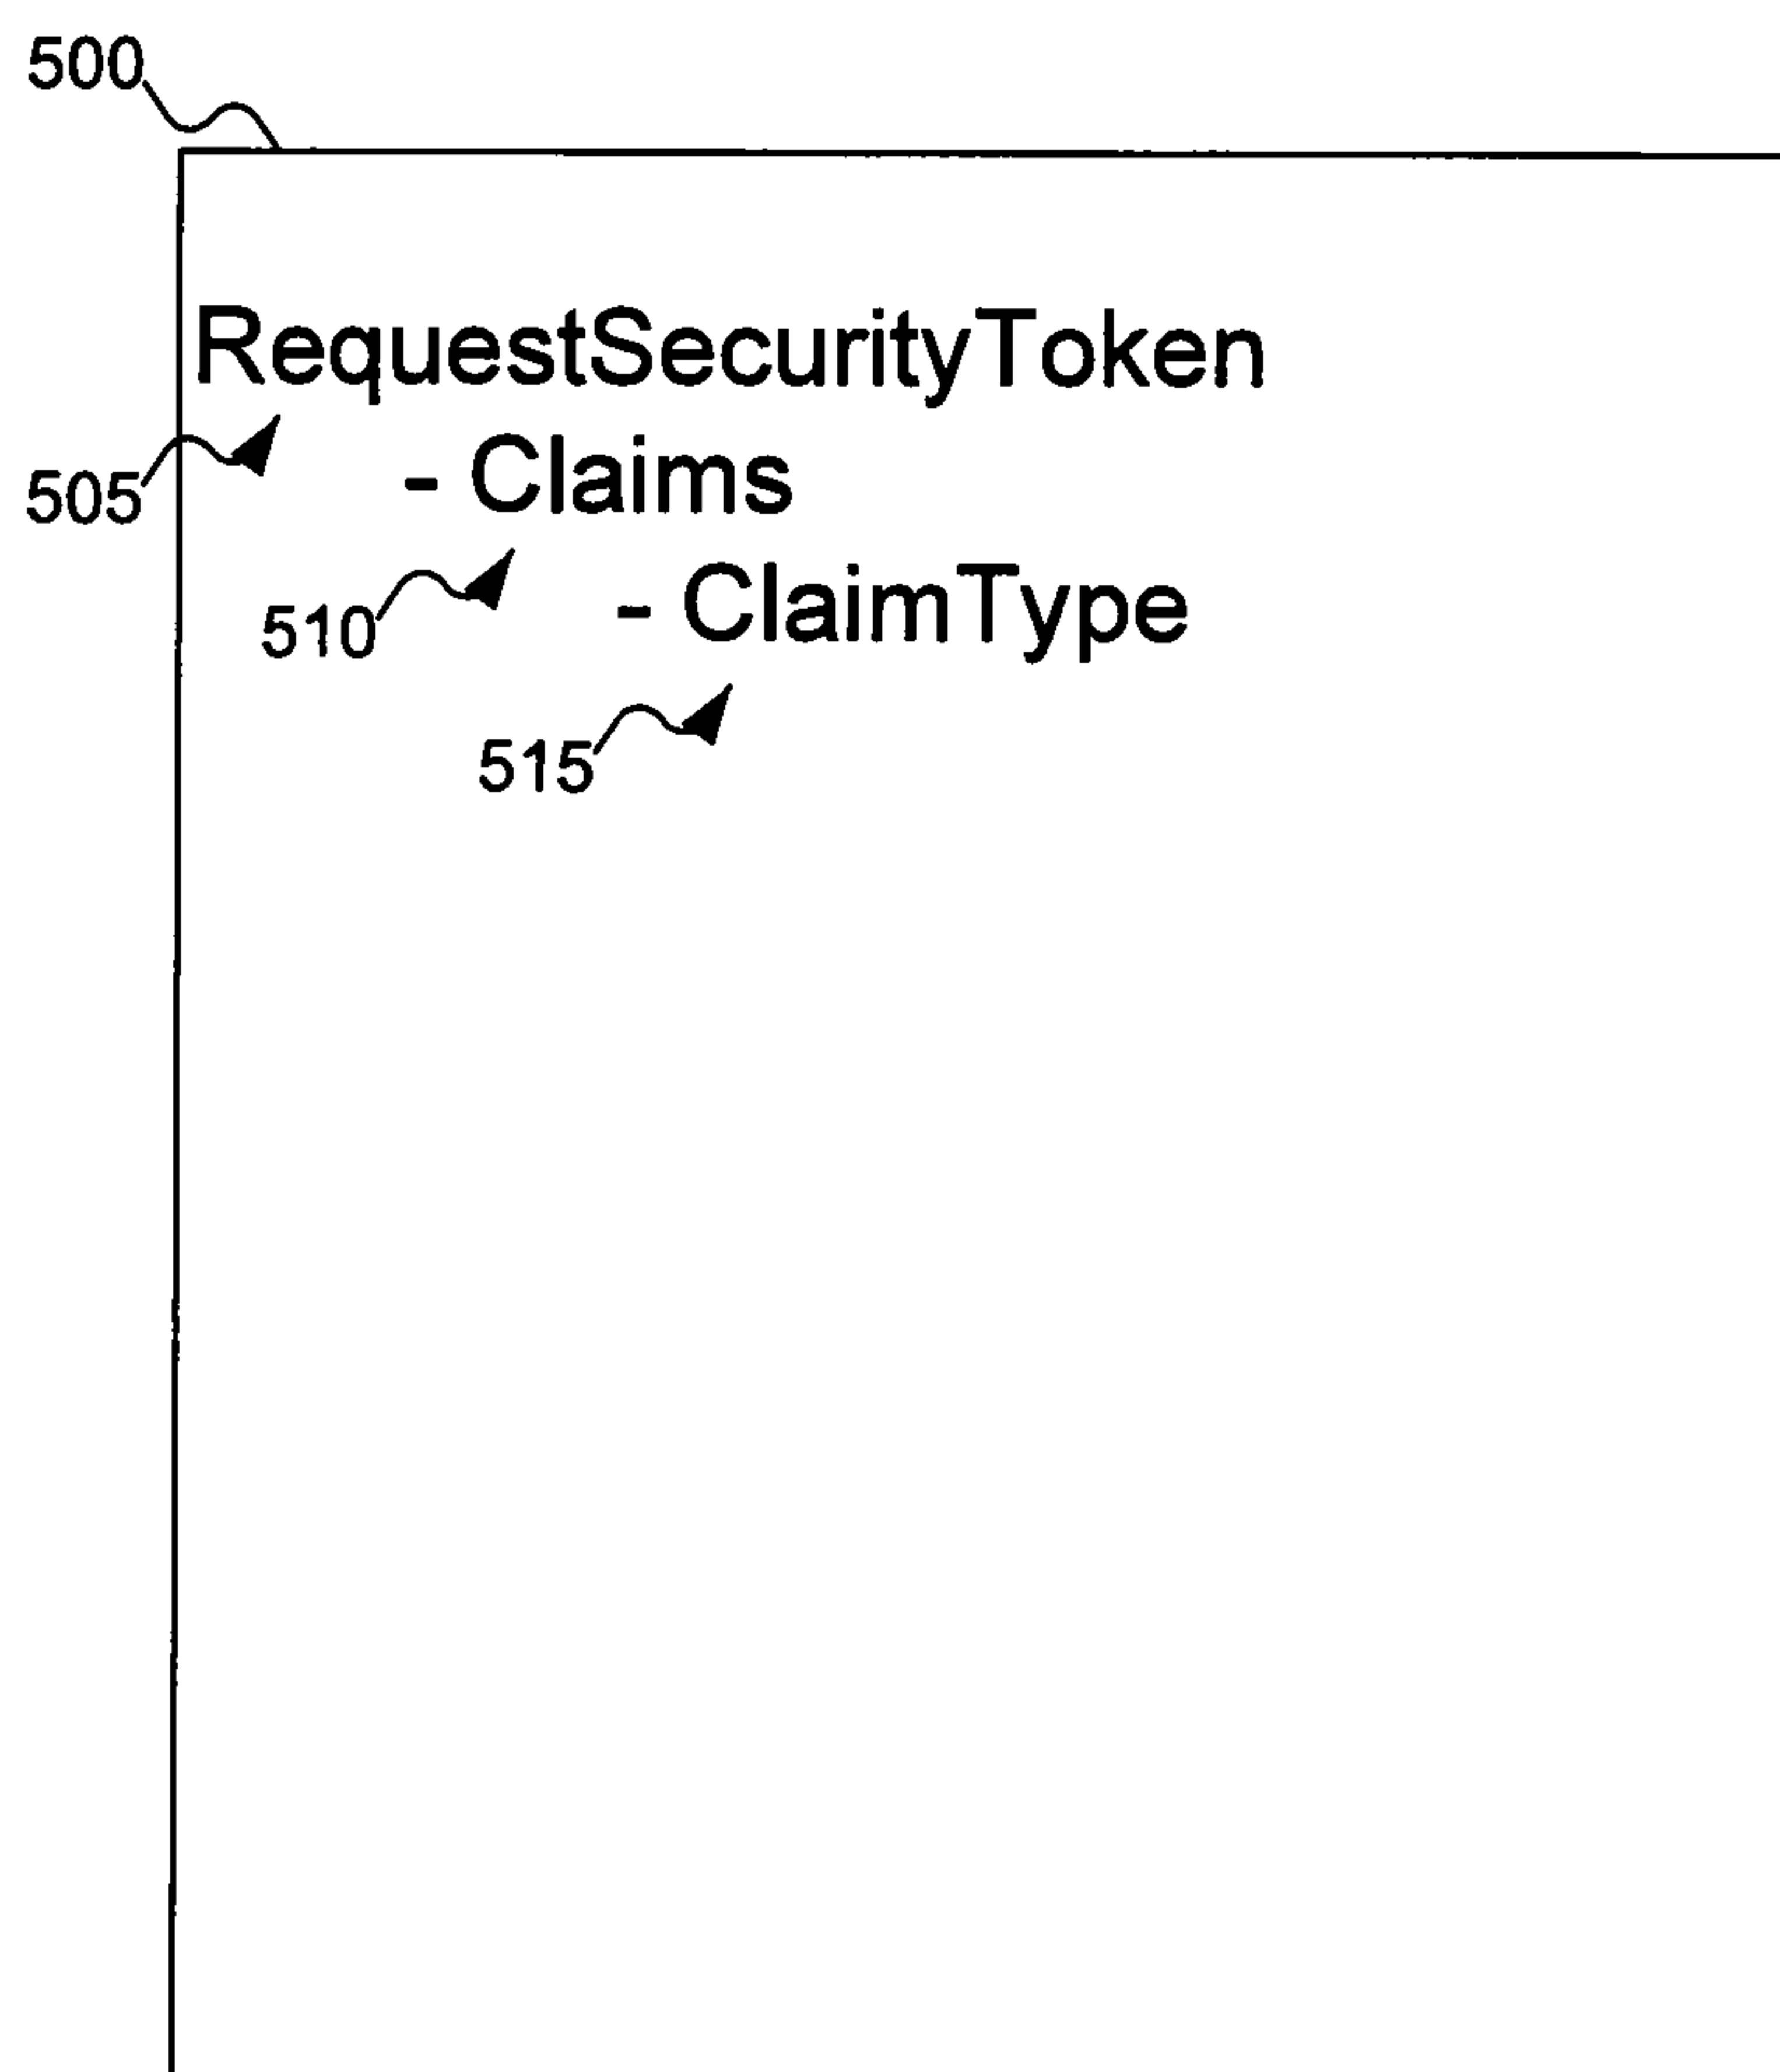 500
RequestSecurityToken
505
- Claims
510
- ClaimType
515